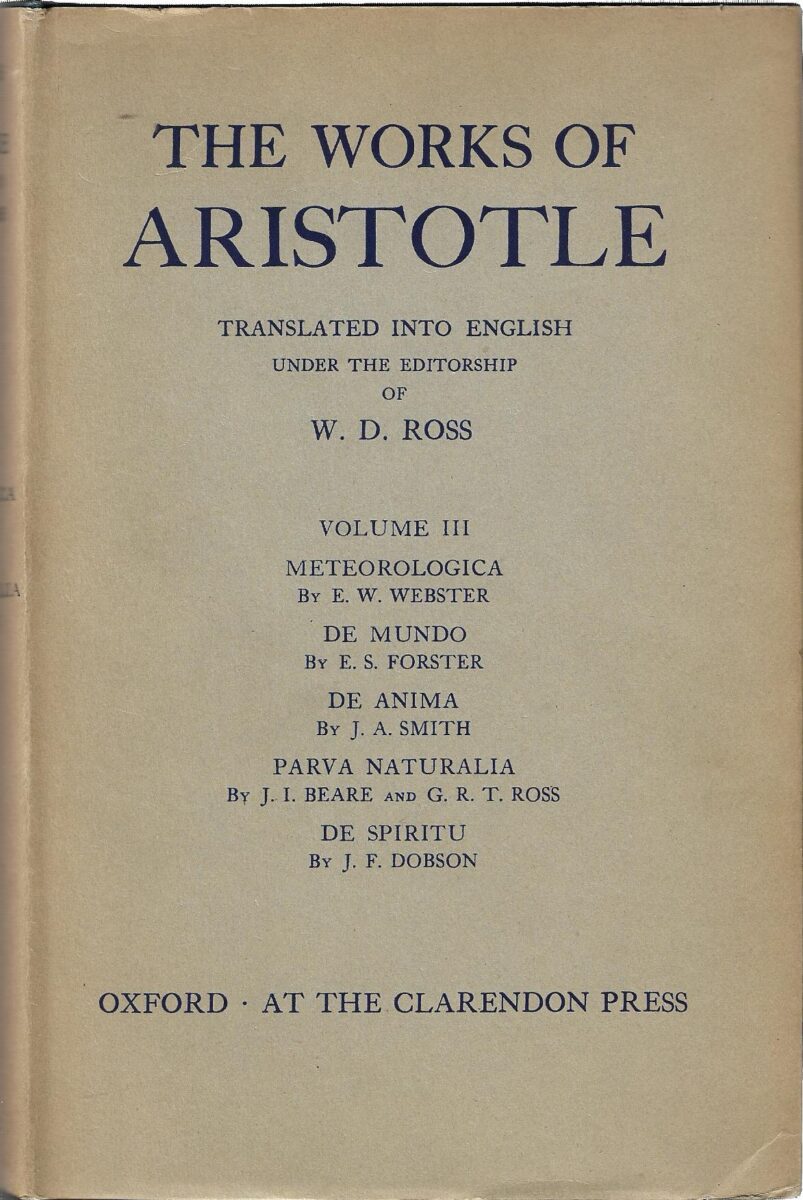 THE WORKS OF
ARISTOTLE
TRANSLATED INTO ENGLISH
UNDER THE EDITORSHIP
OF
W. D. ROSS
VOLUME III
METEOROLOGICA
By E. W. WEBSTER
DE MUNDO
By E. S. FORSTER
DE ANIMA
By J. A. SMITH
PARVA NATURALIA
By J. I. BEARE AND G. R. T. ROSS
DE SPIRITU
By J. F. DOBSON
OXFORD · AT THE CLARENDON PRESS